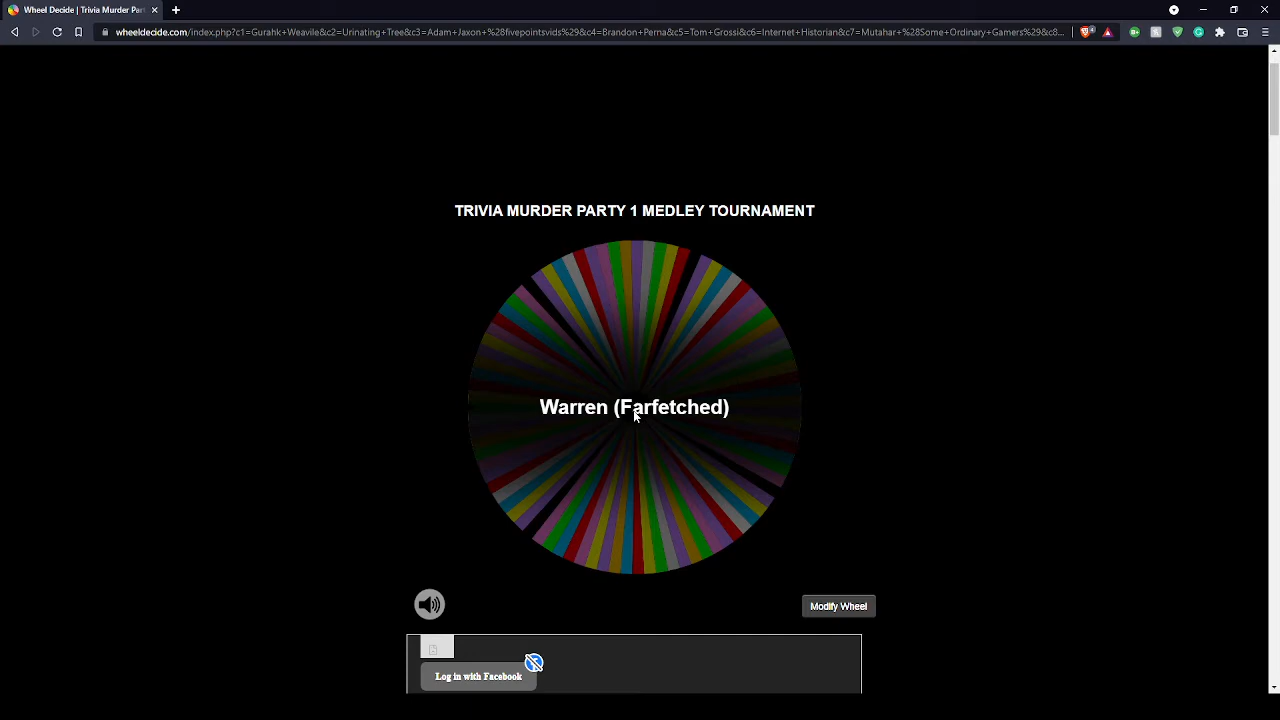 Wheel Decide | Trivia Murder Par
wheeldecide.com/index.php?c1=Gurahk+Weavile&c2=Urinating+Tree&c3=Adam+Jaxon+%28fivepointsvids%29&c4=Brandon+Perna&c5=Tom+Grossi&c6=Internet+Historian&c7=Mutahar+%28Some+Ordinary+Gamers%29&c8...
TRIVIA MURDER PARTY 1 MEDLEY TOURNAMENT
Warren (Farfetched)
Modify Wheel
Log in with Facebook